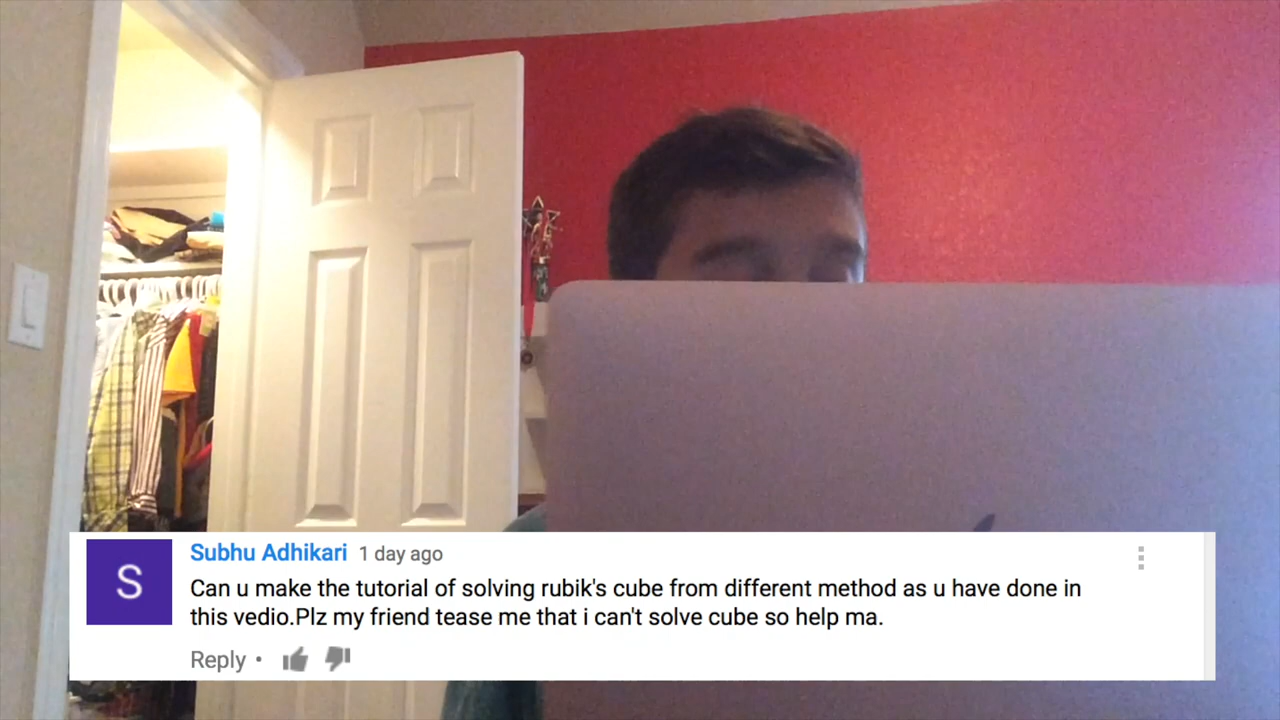 S
Subhu Adhikari 1 day ago
Can u make the tutorial of solving rubik's cube from different method as u have done in
this vedio.Plz my friend tease me that i can't solve cube so help ma.
Reply •